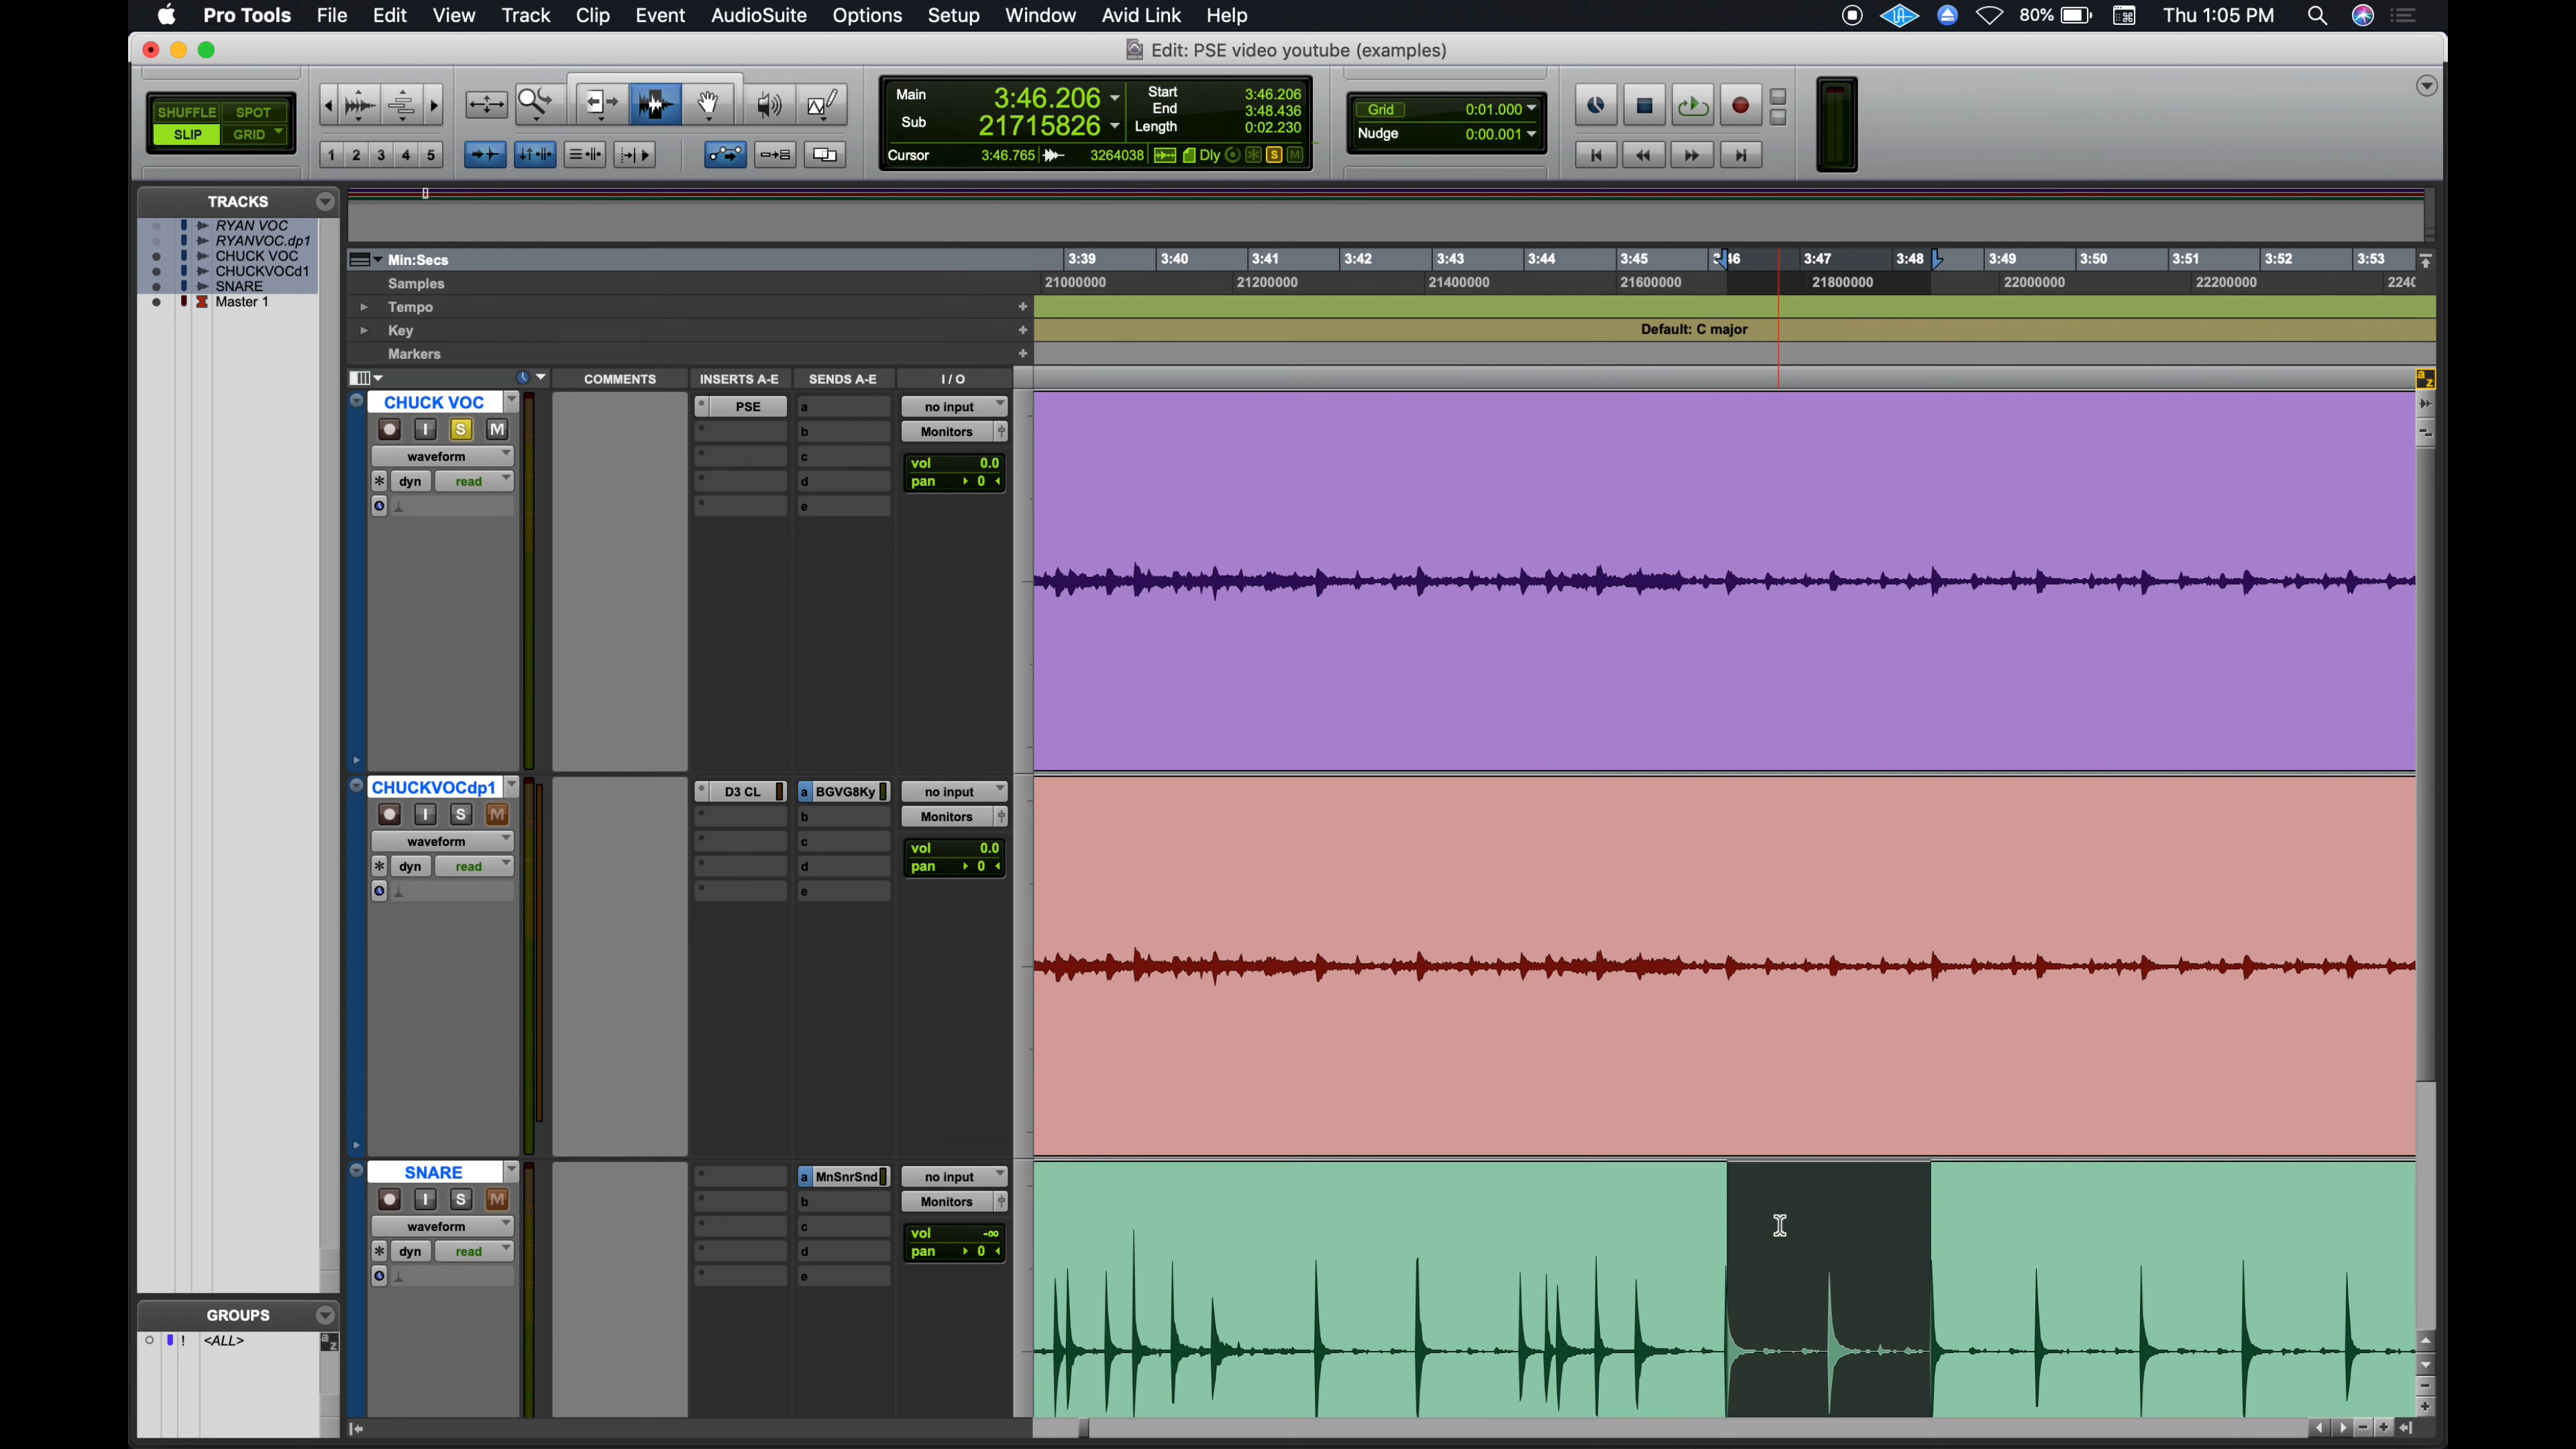 Pro Tools File Edit View Track Clip Event AudioSuite Options Setup Window Avid Link Help 80% Thu 1:05 PM
Edit: PSE video youtube (examples)
SHUFFLE SPOT
SLIP GRID
1 2 3 4 5
Main 3:46.206
Sub 21715826
Start 3:46.206
End 3:48.436
Length 0:02.230
Cursor 3:46.765 3264038 Dly S M
Grid 0:01.000
Nudge 0:00.001
TRACKS
RYAN VOC
RYANVOC.dp1
CHUCK VOC
CHUCKVOCd1
SNARE
Master 1
Min:Secs 3:39 3:40 3:41 3:42 3:43 3:44 3:45 3:46 3:47 3:48 3:49 3:50 3:51 3:52 3:53
Samples 21000000 21200000 21400000 21600000 21800000 22000000 22200000 2240
Tempo
Key Default: C major
Markers
COMMENTS INSERTS A-E SENDS A-E I / O
a z
CHUCK VOC PSE a no input
I S M b Monitors
waveform c vol 0.0
dyn read d pan 0
e
CHUCKVOCdp1 D3 CL a BGVG8Ky no input
I S M b Monitors
waveform c vol 0.0
dyn read d pan 0
e
SNARE a MnSnrSnd no input
I S M b Monitors
waveform c vol -∞
dyn read d pan 0
e
GROUPS
! <ALL> a z